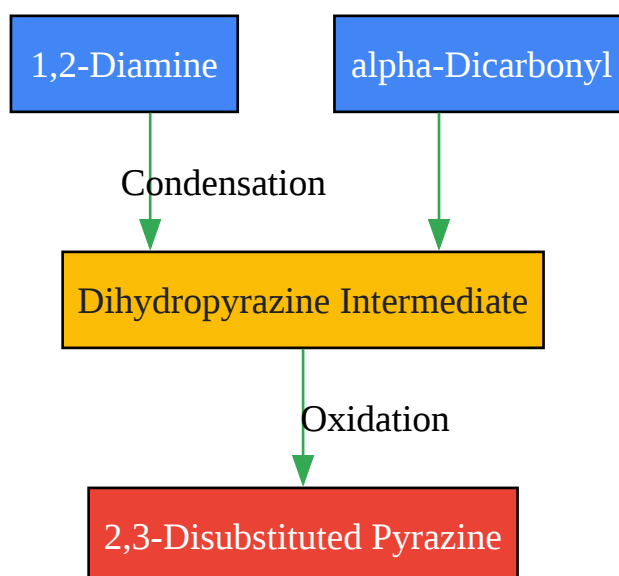 1,2-Diamine
alpha-Dicarbonyl
Condensation
Dihydropyrazine Intermediate
Oxidation
2,3-Disubstituted Pyrazine